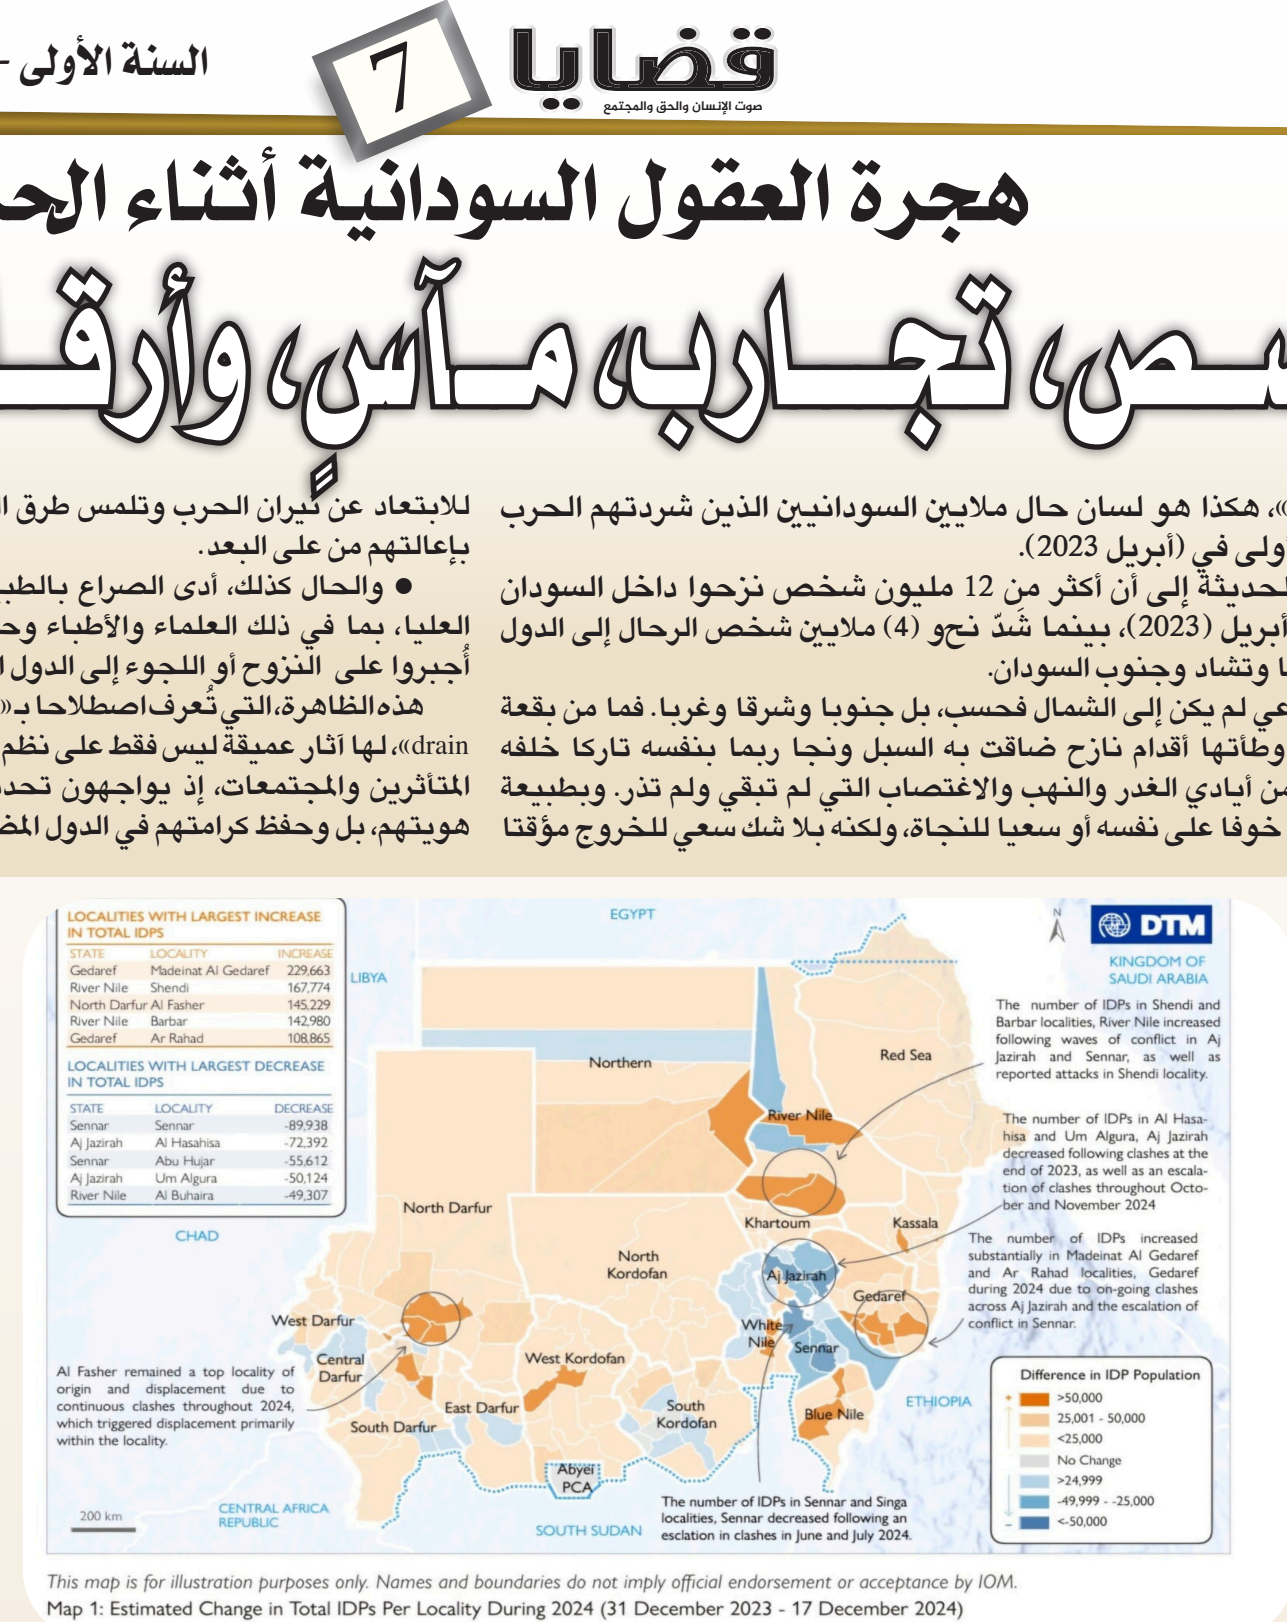 السنة الأولى -
7
قضايا
صوت الإنسان والحق والمجتمع
هجرة العقول السودانية أثناء
تجـــارب، مــآسٍ،
»، هكذا هو لسان حال ملايين السودانيين الذين شردتهم الحرب
في (أبريل 2023).
إلى أن أكثر من 12 مليون شخص نزحوا داخل السودان
أبريل (2023)، بينما شَدّ نحو (4) ملايين شخص الرحال إلى الدول
وتشاد وجنوب السودان.
لم يكن إلى الشمال فحسب، بل جنوبا وشرقا وغربا. فما من بقعة
وطأتها أقدام نازح ضاقت به السبل ونجا ربما بنفسه تاركا خلفه
من أيادي الغدر والنهب والاغتصاب التي لم تبقي ولم تذر. وبطبيعة
خوفا على نفسه أو سعيا للنجاة، ولكنه بلا شك سعي للخروج مؤقتا
للابتعاد عن نيران الحرب وتلمس طرق
بإعالتهم من على البعد.
● والحال كذلك، أدى الصراع
العليا، بما في ذلك العلماء والأطباء
أُجبروا على النزوح أو اللجوء إلى الدول
هذه الظاهرة، التي تُعرف اصطلاحا بـ«
drain»، لها آثار عميقة ليس فقط على نظم
المتأثرين والمجتمعات، إذ يواجهون
هويتهم، بل وحفظ كرامتهم في الدول
LOCALITIES WITH LARGEST INCREASE
IN TOTAL IDPS
STATE LOCALITY INCREASE
Gedaref Madeinat Al Gedaref 229,663
River Nile Shendi 167,774
North Darfur Al Fasher 145,229
River Nile Barbar 142,980
Gedaref Ar Rahad 108,865
LOCALITIES WITH LARGEST DECREASE
IN TOTAL IDPS
STATE LOCALITY DECREASE
Sennar Sennar -89,938
Aj Jazirah Al Hasahisa -72,392
Sennar Abu Hujar -55,612
Aj Jazirah Um Algura -50,124
River Nile Al Buhaira -49,307
EGYPT
LIBYA
N
DTM
KINGDOM OF
SAUDI ARABIA
The number of IDPs in Shendi and
Barbar localities, River Nile increased
following waves of conflict in Aj
Jazirah and Sennar, as well as
reported attacks in Shendi locality.
Northern
Red Sea
River Nile
The number of IDPs in Al Hasa-
hisa and Um Algura, Aj Jazirah
decreased following clashes at the
end of 2023, as well as an escala-
tion of clashes throughout Octo-
ber and November 2024
North Darfur
CHAD
Khartoum
Kassala
North
Kordofan
Aj Jazirah
The number of IDPs increased
substantially in Madeinat Al Gedaref
and Ar Rahad localities, Gedaref
during 2024 due to on-going clashes
across Aj Jazirah and the escalation of
conflict in Sennar.
Gedaref
West Darfur
White
Nile
Sennar
Central
Darfur
West Kordofan
Al Fasher remained a top locality of
origin and displacement due to
continuous clashes throughout 2024,
which triggered displacement primarily
within the locality.
East Darfur
South Darfur
South
Kordofan
Blue Nile
ETHIOPIA
Abyei
PCA
CENTRAL AFRICA
REPUBLIC
SOUTH SUDAN
200 km
The number of IDPs in Sennar and Singa
localities, Sennar decreased following an
esclation in clashes in June and July 2024.
Difference in IDP Population
+
>50,000
25,001 - 50,000
<25,000
No Change
>24,999
-49,999 - -25,000
<-50,000
-
This map is for illustration purposes only. Names and boundaries do not imply official endorsement or acceptance by IOM.
Map 1: Estimated Change in Total IDPs Per Locality During 2024 (31 December 2023 - 17 December 2024)